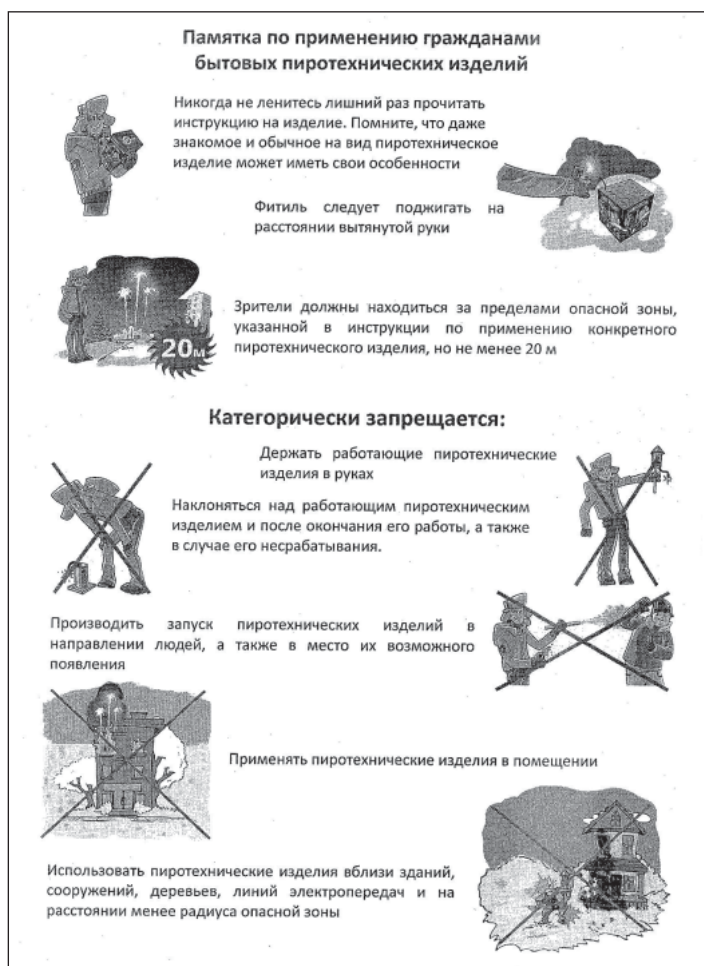 Памятка по применению гражданами
бытовых пиротехнических изделий
Никогда не ленитесь лишний раз прочитать
инструкцию на изделие. Помните, что даже
знакомое и обычное на вид пиротехническое
изделие может иметь свои особенности
Фитиль следует поджигать на
расстоянии вытянутой руки
Зрители должны находиться за пределами опасной зоны,
указанной в инструкции по применению конкретного
пиротехнического изделия, но не менее 20 м
20м
Категорически запрещается:
Держать работающие пиротехнические
изделия в руках
Наклоняться над работающим пиротехническим
изделием и после окончания его работы, а также
в случае его несрабатывания.
Производить запуск пиротехнических изделий в
направлении людей, а также в место их возможного
появления
Применять пиротехнические изделия в помещении
Использовать пиротехнические изделия вблизи зданий,
сооружений, деревьев, линий электропередач и на
расстоянии менее радиуса опасной зоны